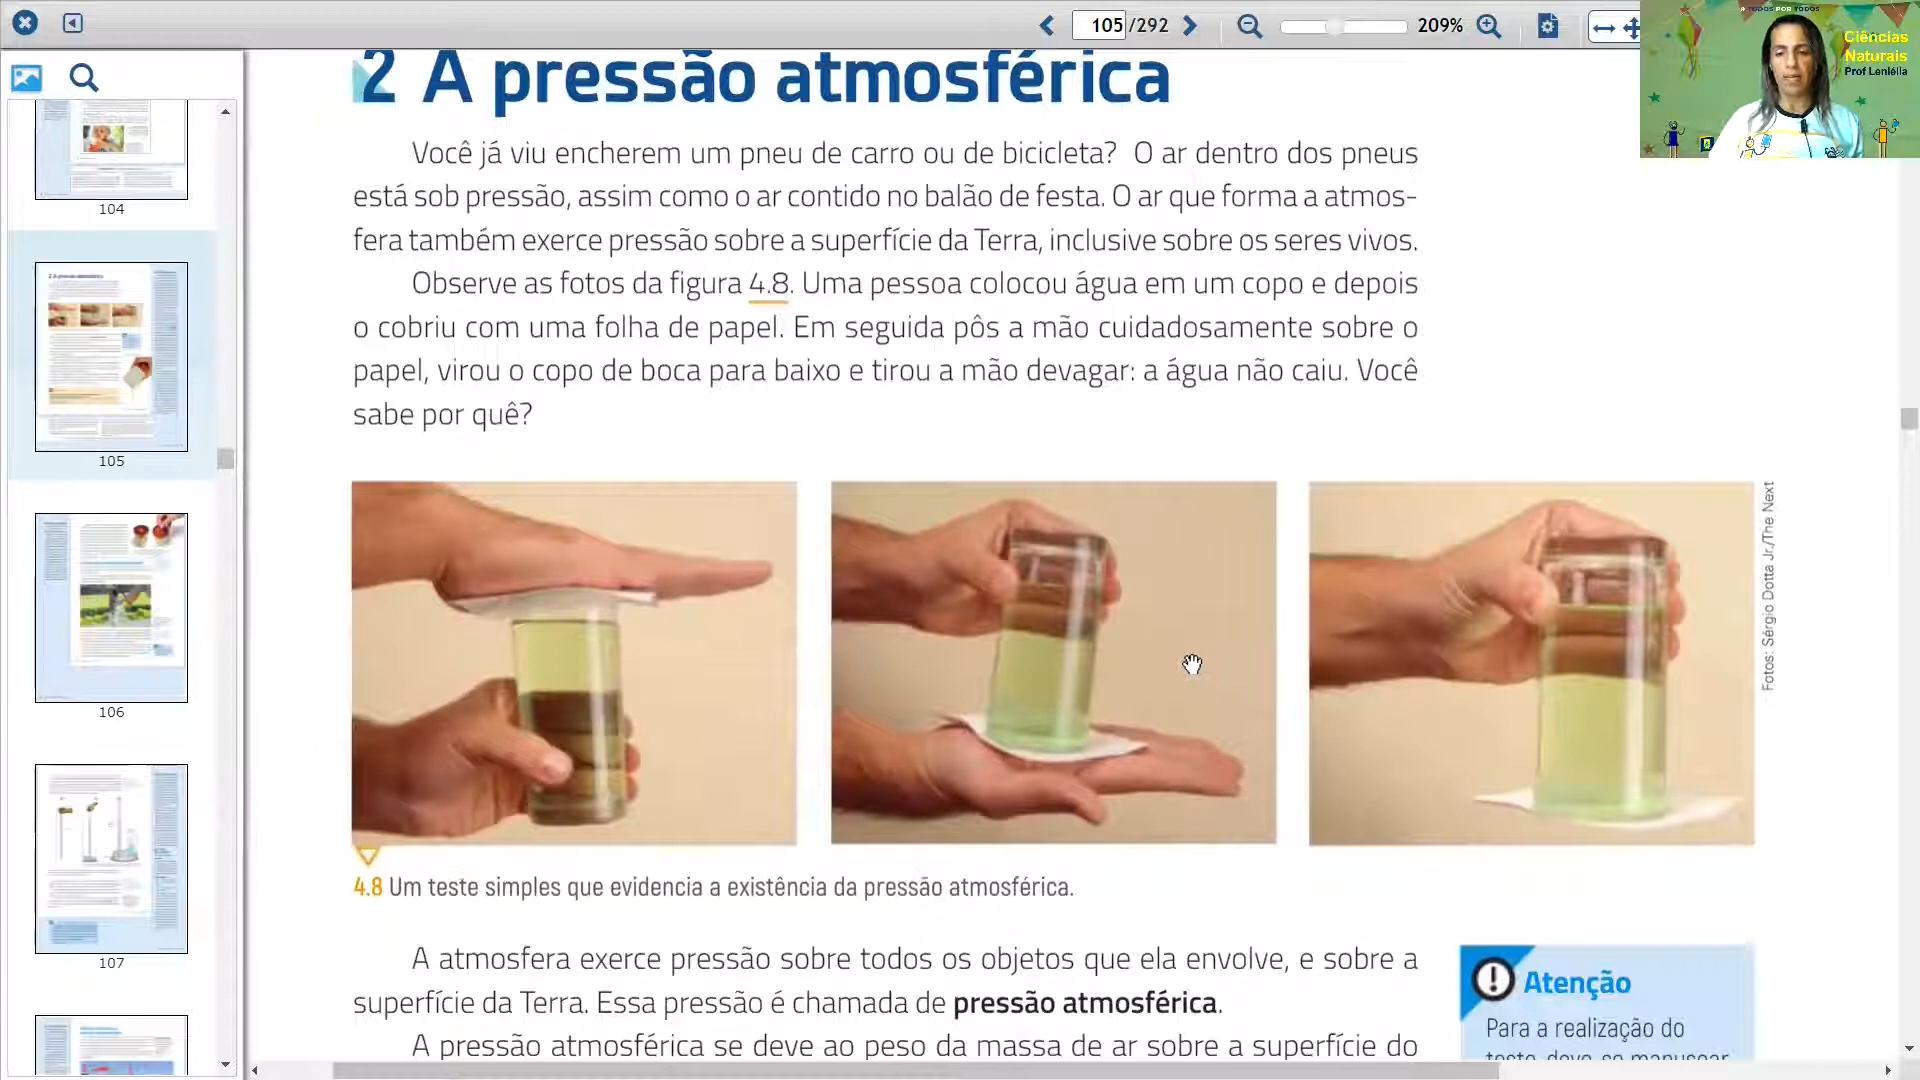 105 /292
209%
A TODOS POR TODOS
Ciências
Naturais
Prof Leniélia
104
105
106
107
2 A pressão atmosférica
Você já viu encherem um pneu de carro ou de bicicleta? O ar dentro dos pneus
está sob pressão, assim como o ar contido no balão de festa. O ar que forma a atmos-
fera também exerce pressão sobre a superfície da Terra, inclusive sobre os seres vivos.
Observe as fotos da figura 4.8. Uma pessoa colocou água em um copo e depois
o cobriu com uma folha de papel. Em seguida pôs a mão cuidadosamente sobre o
papel, virou o copo de boca para baixo e tirou a mão devagar: a água não caiu. Você
sabe por quê?
Fotos: Sérgio Dotta Jr./The Next
4.8 Um teste simples que evidencia a existência da pressão atmosférica.
A atmosfera exerce pressão sobre todos os objetos que ela envolve, e sobre a
superfície da Terra. Essa pressão é chamada de pressão atmosférica.
A pressão atmosférica se deve ao peso da massa de ar sobre a superfície do
Atenção
Para a realização do
teste, deve-se manusear